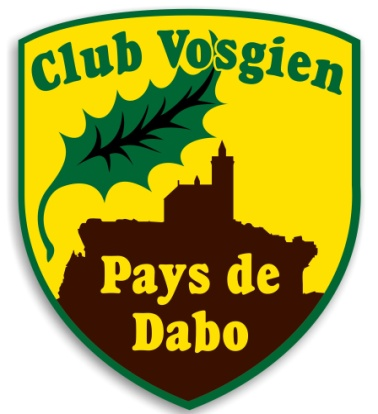 Club Vosgien
Pays de
Dabo